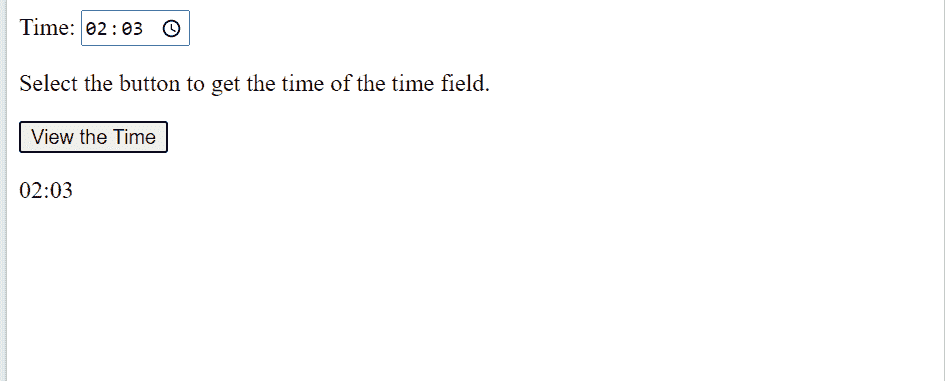 Time: 02:03
Select the button to get the time of the time field.
View the Time
02:03